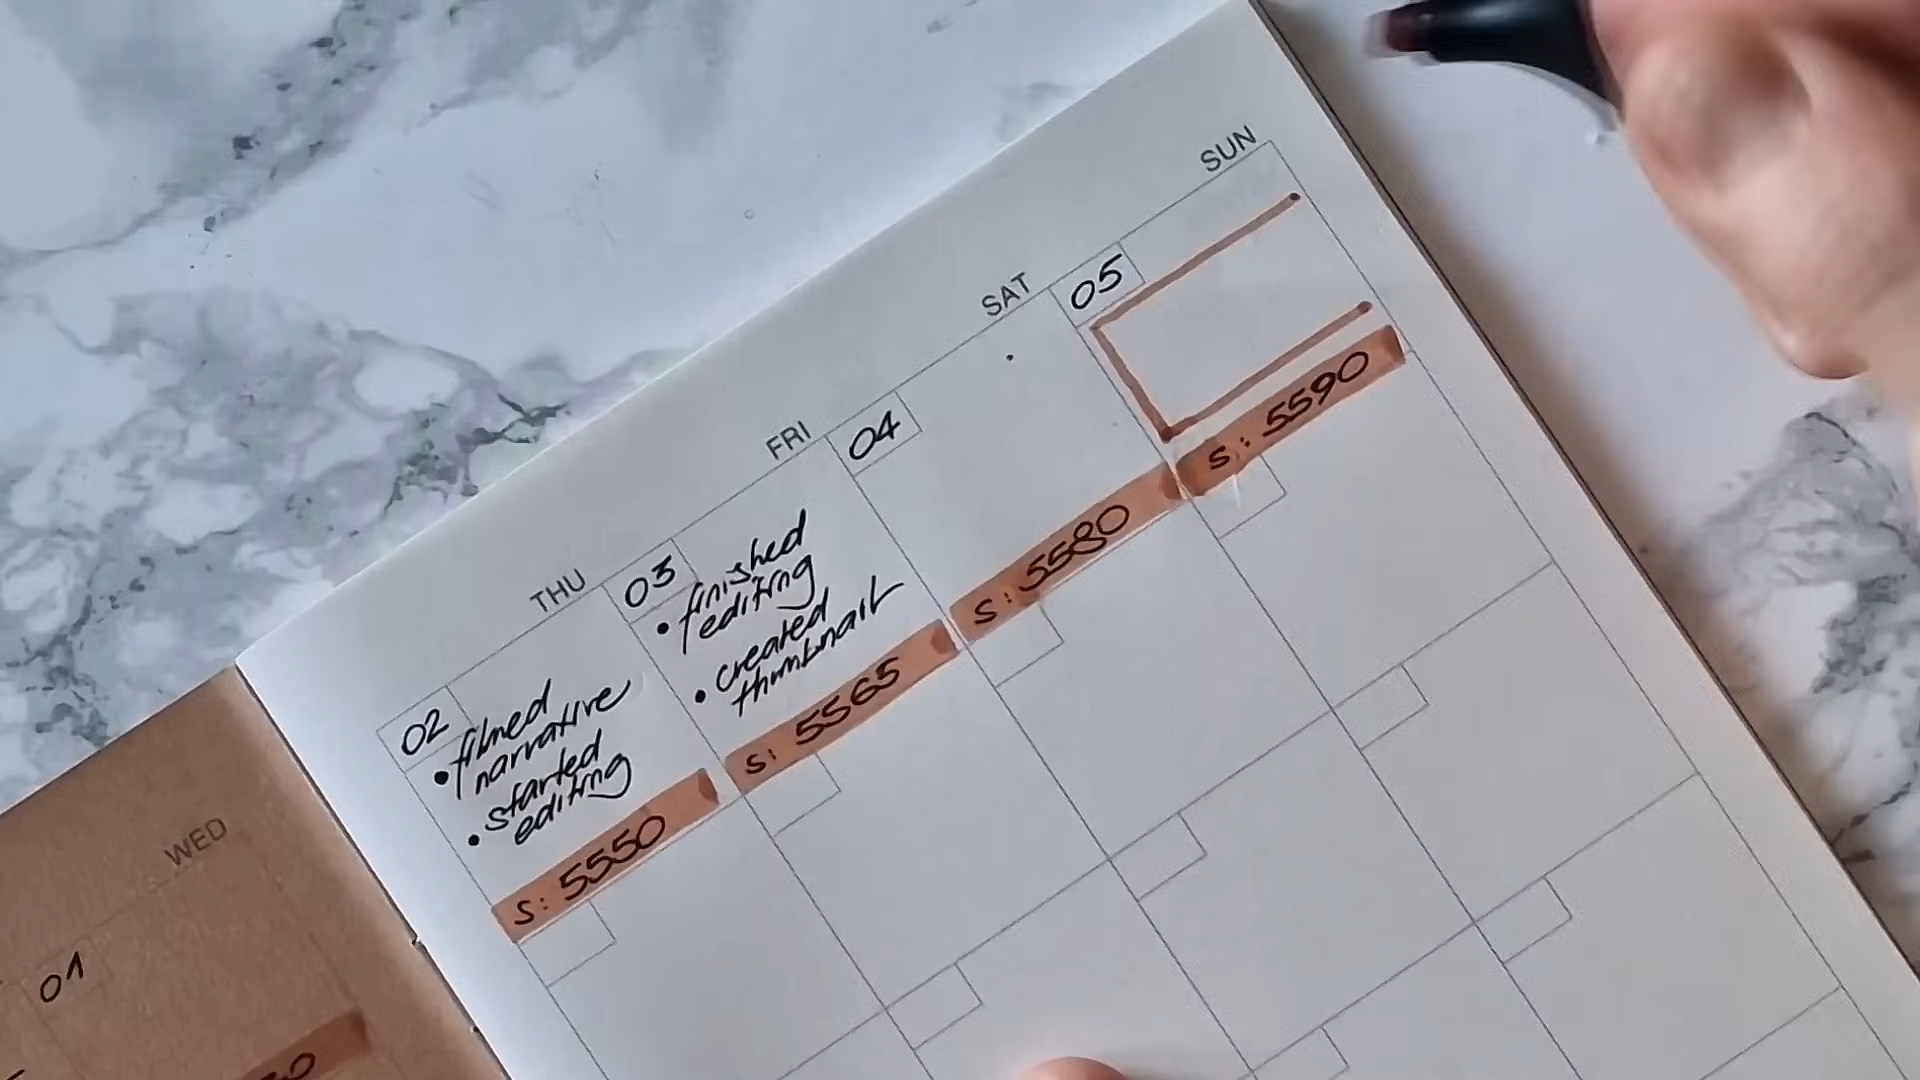 WED
01
THU
02
• filmed
narrative
• started
editing
S: 5550
FRI
03
• finished
editing
• created
thumbnail
S: 5565
SAT
04
S: 5580
SUN
05
S: 5590